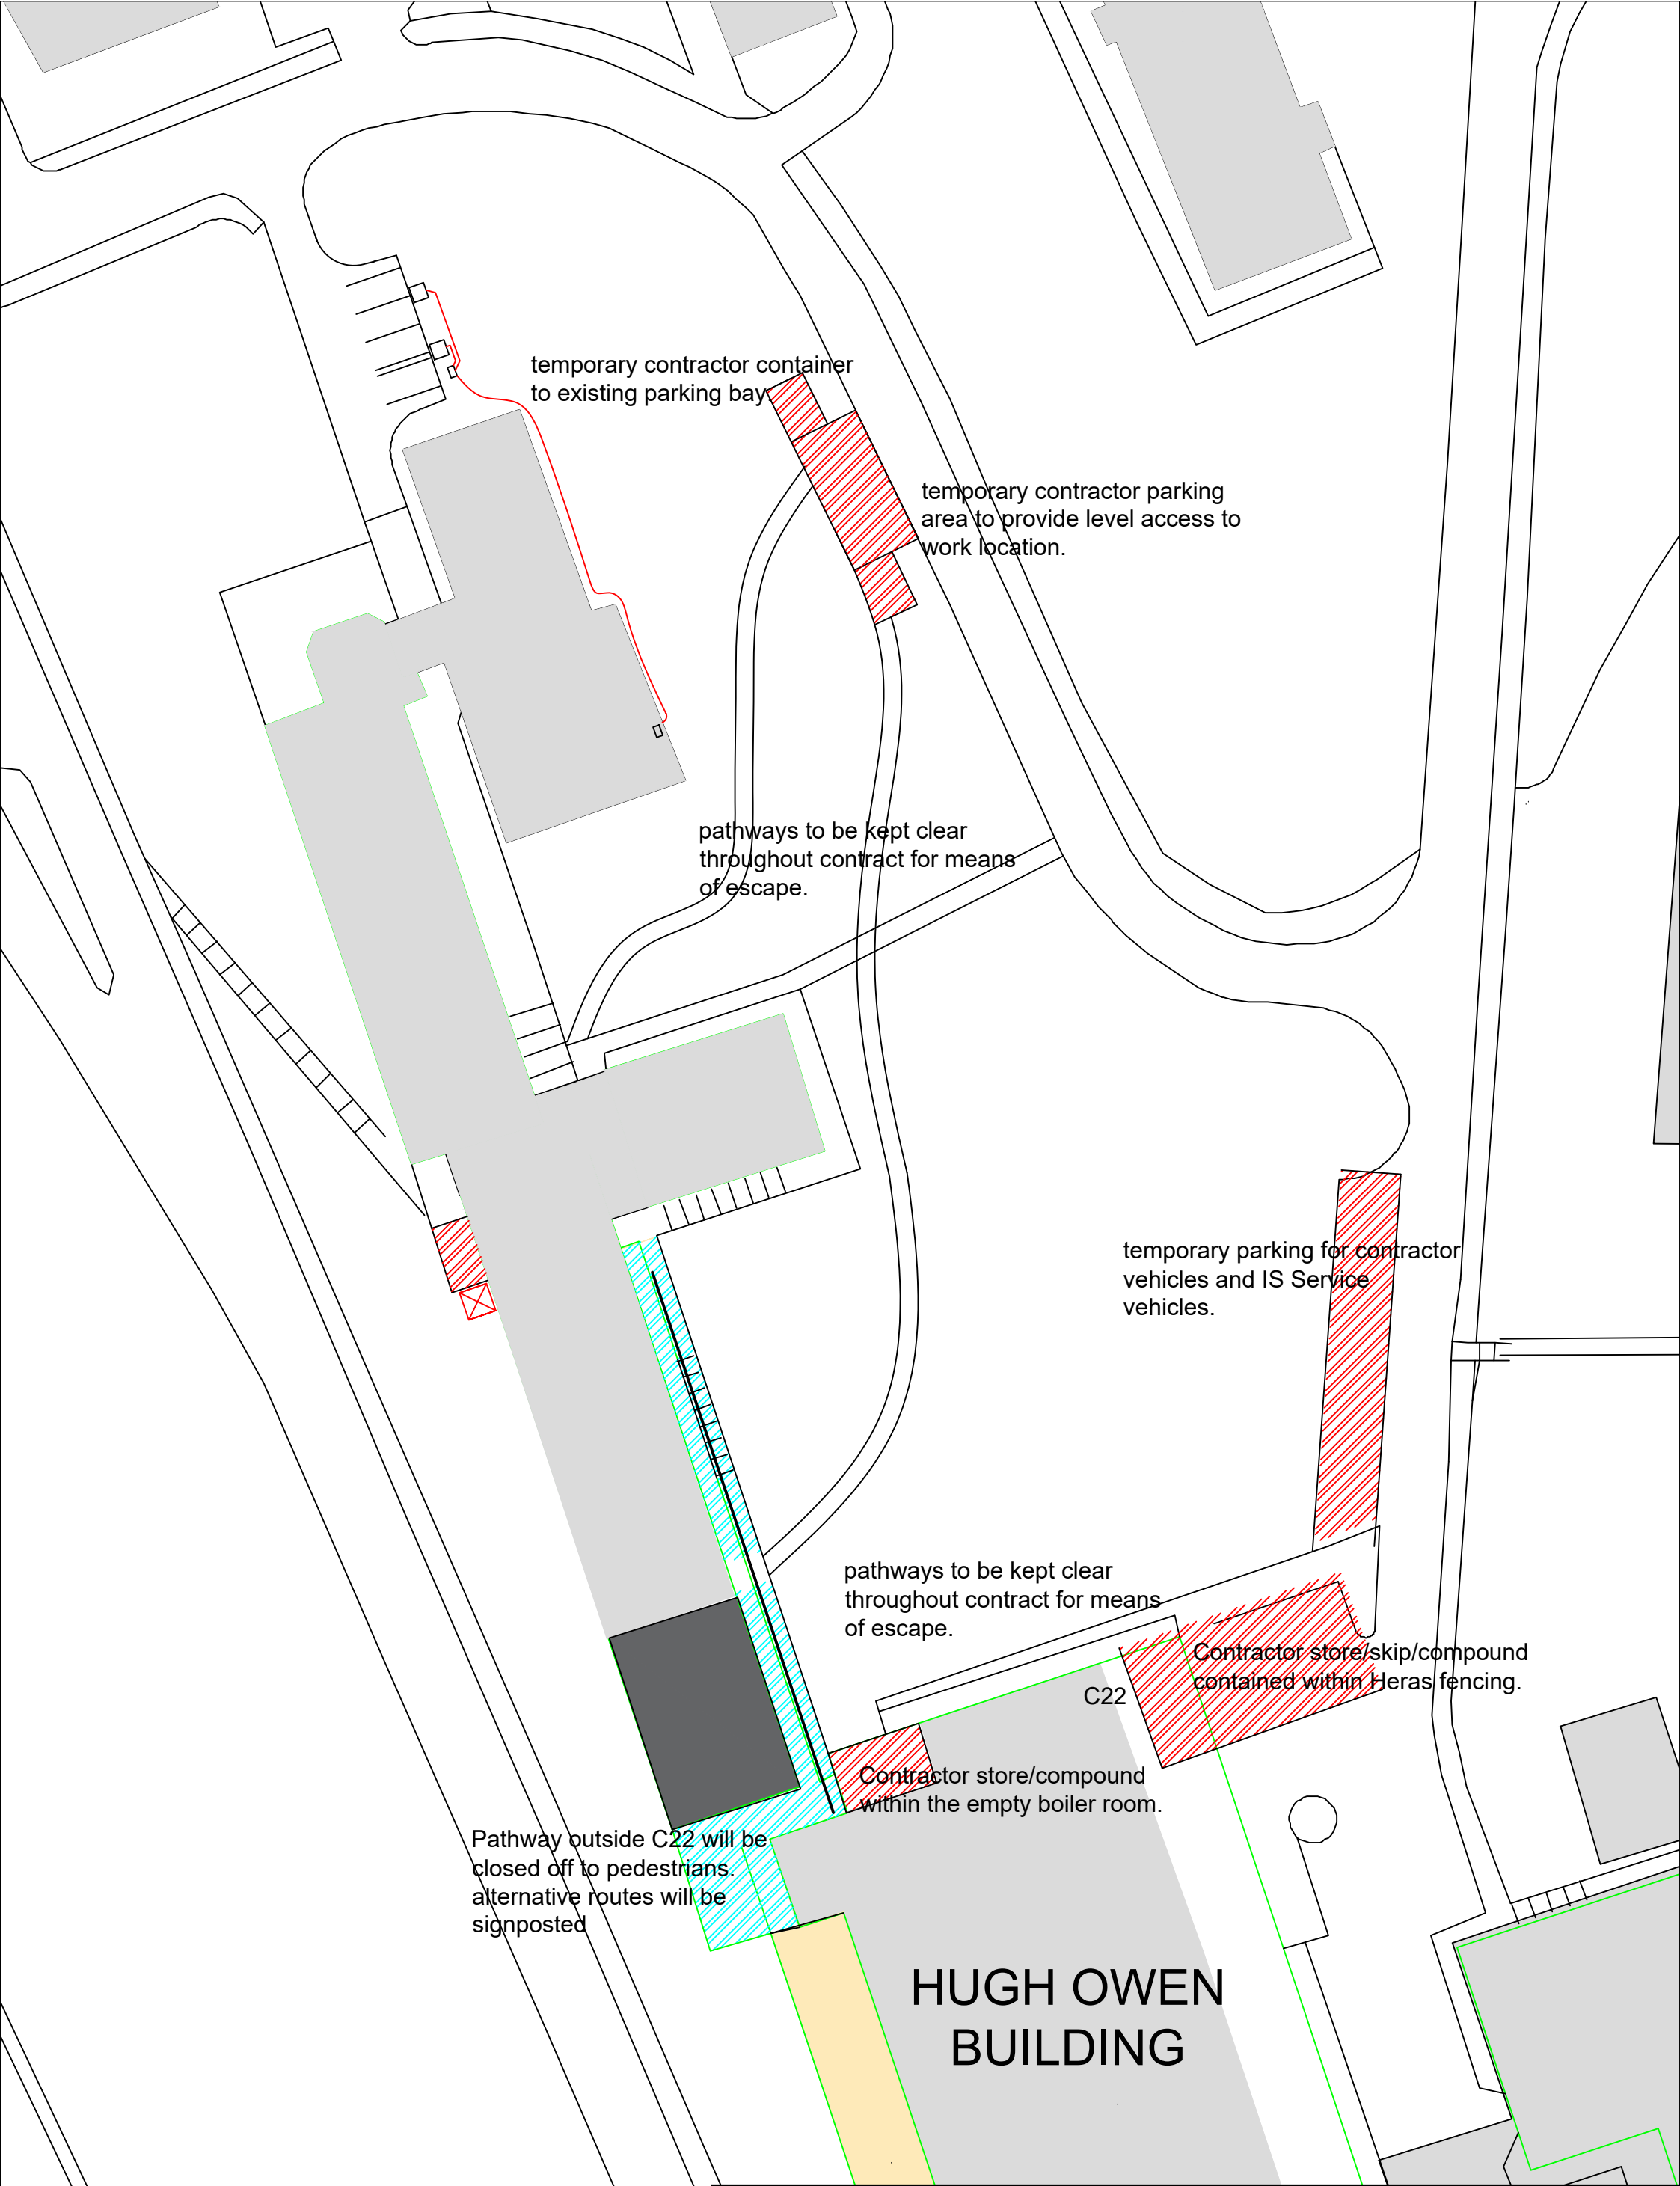 temporary contractor container
to existing parking bay.
temporary contractor parking
area to provide level access to
work location.
pathways to be kept clear
throughout contract for means
of escape.
temporary parking for contractor
vehicles and IS Service
vehicles.
pathways to be kept clear
throughout contract for means
of escape.
Contractor store/skip/compound
contained within Heras fencing.
C22
Contractor store/compound
within the empty boiler room.
Pathway outside C22 will be
closed off to pedestrians.
alternative routes will be
signposted
HUGH OWEN
BUILDING